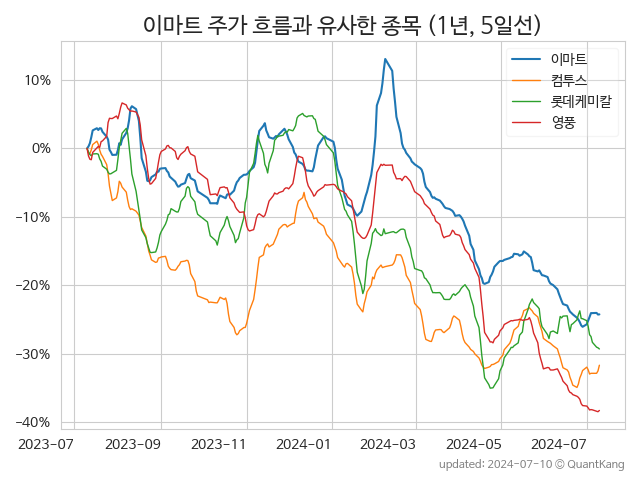 이마트 주가 흐름과 유사한 종목 (1년, 5일선)
이마트
컴투스
롯데케미칼
영풍
10%
0%
−10%
−20%
−30%
−40%
2023-07
2023-09
2023-11
2024-01
2024-03
2024-05
2024-07
updated: 2024-07-10 © QuantKang